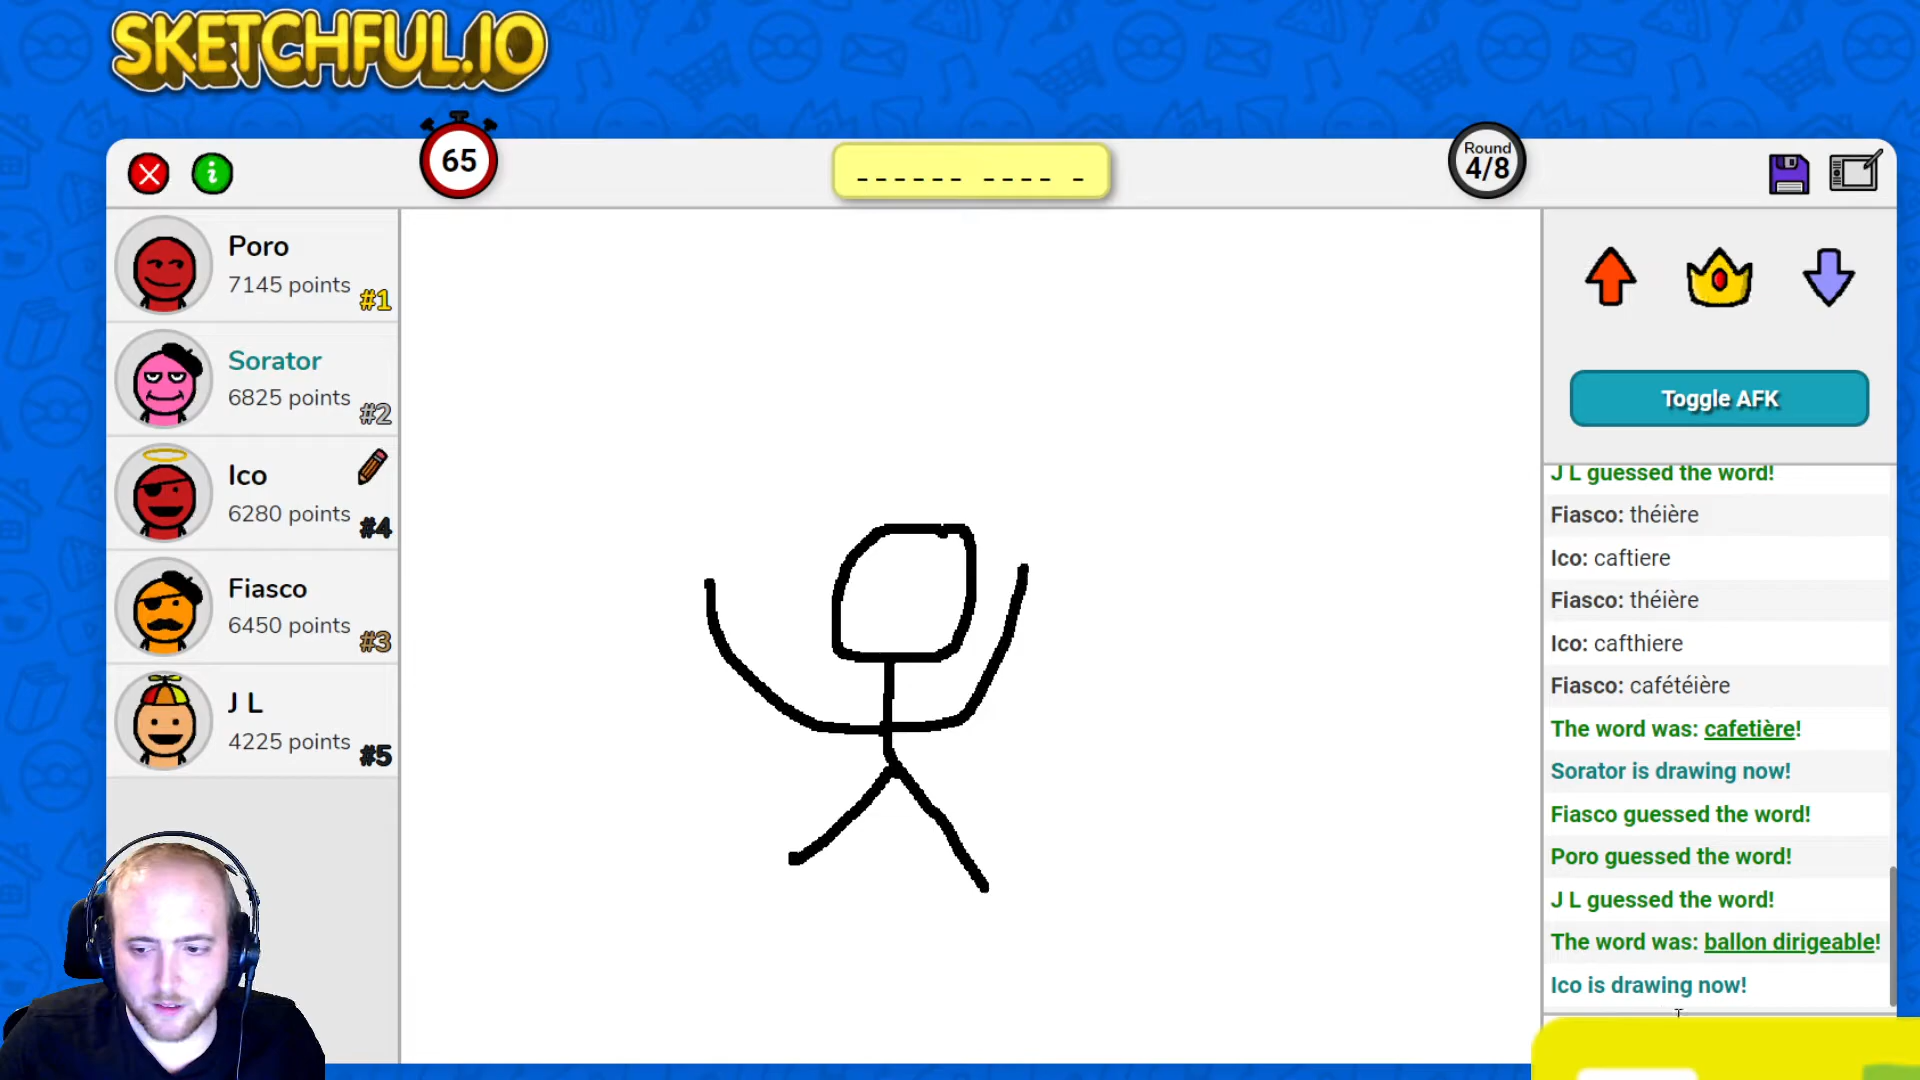 SKETCHFUL.IO
65
______ ____ _
Round
4/8
Poro
7145 points
#1
Sorator
6825 points
#2
Ico
6280 points
#4
Fiasco
6450 points
#3
J L
4225 points
#5
Toggle AFK
J L guessed the word!
Fiasco: théière
Ico: caftiere
Fiasco: théière
Ico: cafthiere
Fiasco: cafétéière
The word was: cafetière!
Sorator is drawing now!
Fiasco guessed the word!
Poro guessed the word!
J L guessed the word!
The word was: ballon dirigeable!
Ico is drawing now!